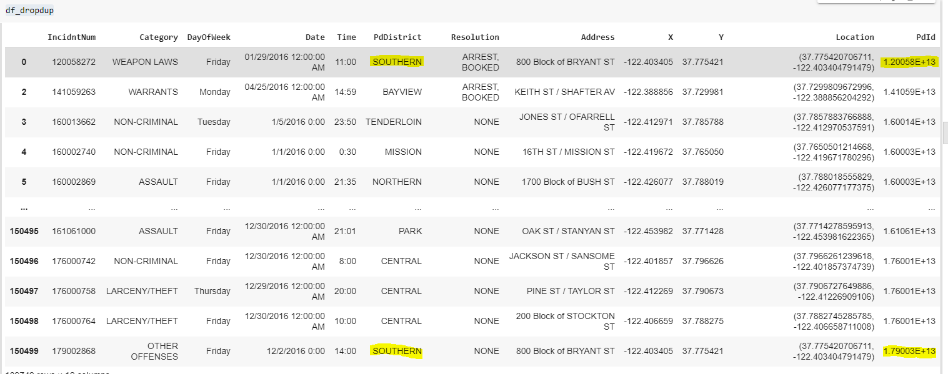 df_dropdup
IncidntNum Category DayOfWeek Date Time PdDistrict Resolution Address X Y Location PdId
0 120058272 WEAPON LAWS Friday 01/29/2016 12:00:00 AM 11:00 SOUTHERN ARREST, BOOKED 800 Block of BRYANT ST -122.403405 37.775421 (37.775420706711, -122.403404791479) 1.20058E+13
2 141059263 WARRANTS Monday 04/25/2016 12:00:00 AM 14:59 BAYVIEW ARREST, BOOKED KEITH ST / SHAFTER AV -122.388856 37.729981 (37.7299809672996, -122.388856204292) 1.41059E+13
3 160013662 NON-CRIMINAL Tuesday 1/5/2016 0:00 23:50 TENDERLOIN NONE JONES ST / OFARRELL ST -122.412971 37.785788 (37.7857883766888, -122.412970537591) 1.60014E+13
4 160002740 NON-CRIMINAL Friday 1/1/2016 0:00 0:30 MISSION NONE 16TH ST / MISSION ST -122.419672 37.765050 (37.7650501214668, -122.419671780296) 1.60003E+13
5 160002869 ASSAULT Friday 1/1/2016 0:00 21:35 NORTHERN NONE 1700 Block of BUSH ST -122.426077 37.788019 (37.788018555829, -122.426077177375) 1.60003E+13
... ... ... ... ... ... ... ... ... ... ... ... ...
150495 161061000 ASSAULT Friday 12/30/2016 12:00:00 AM 21:01 PARK NONE OAK ST / STANYAN ST -122.453982 37.771428 (37.7714278595913, -122.453981622365) 1.61061E+13
150496 176000742 NON-CRIMINAL Friday 12/30/2016 12:00:00 AM 8:00 CENTRAL NONE JACKSON ST / SANSOME ST -122.401857 37.796626 (37.7966261239618, -122.401857374739) 1.76001E+13
150497 176000758 LARCENY/THEFT Thursday 12/29/2016 12:00:00 AM 20:00 CENTRAL NONE PINE ST / TAYLOR ST -122.412269 37.790673 (37.7906727649886, -122.41226909106) 1.76001E+13
150498 176000764 LARCENY/THEFT Friday 12/30/2016 12:00:00 AM 10:00 CENTRAL NONE 200 Block of STOCKTON ST -122.406659 37.788275 (37.7882745285785, -122.406658711008) 1.76001E+13
150499 179002868 OTHER OFFENSES Friday 12/2/2016 0:00 14:00 SOUTHERN NONE 800 Block of BRYANT ST -122.403405 37.775421 (37.775420706711, -122.403404791479) 1.79003E+13